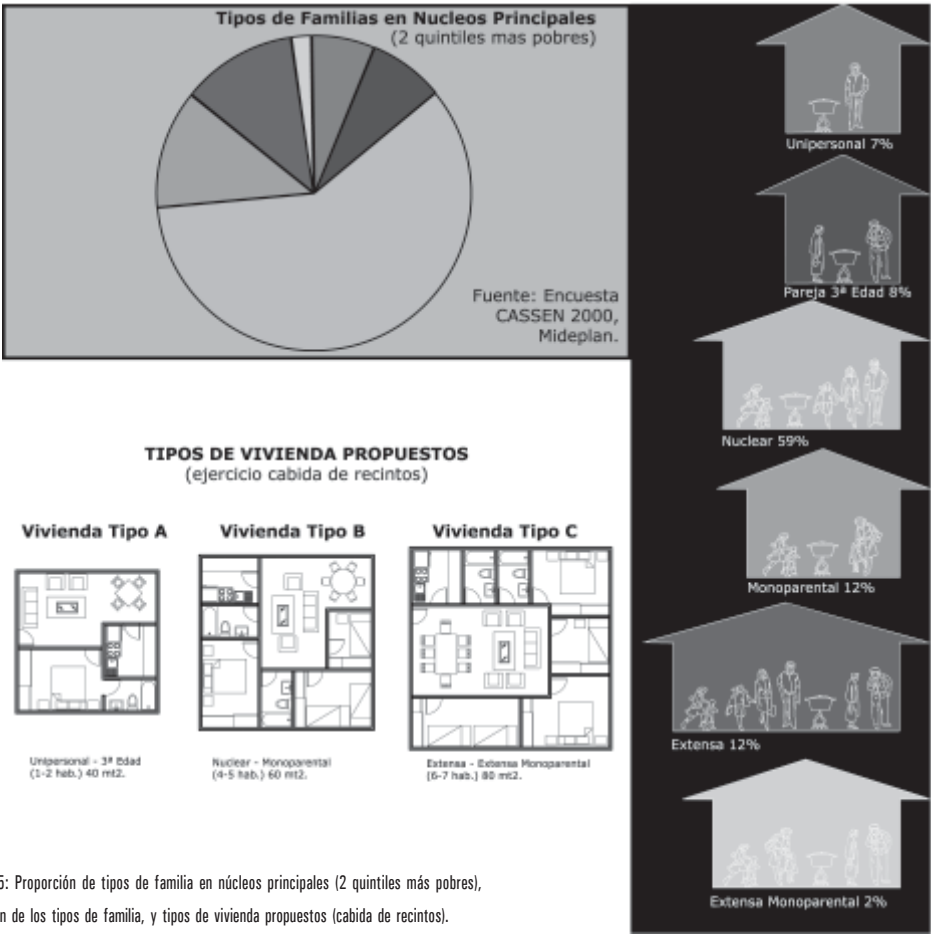 Tipos de Familias en Nucleos Principales
(2 quintiles mas pobres)
Fuente: Encuesta
CASSEN 2000,
Mideplan.
Unipersonal 7%
Pareja 3ª Edad 8%
Nuclear 59%
Monoparental 12%
Extensa 12%
Extensa Monoparental 2%
TIPOS DE VIVIENDA PROPUESTOS
(ejercicio cabida de recintos)
Vivienda Tipo A
Vivienda Tipo B
Vivienda Tipo C
Unipersonal - 3ª Edad
(1-2 hab.) 40 mt2.
Nuclear - Monoparental
(4-5 hab.) 60 mt2.
Extensa - Extensa Monoparental
(6-7 hab.) 80 mt2.
5: Proporción de tipos de familia en núcleos principales (2 quintiles más pobres),
n de los tipos de familia, y tipos de vivienda propuestos (cabida de recintos).